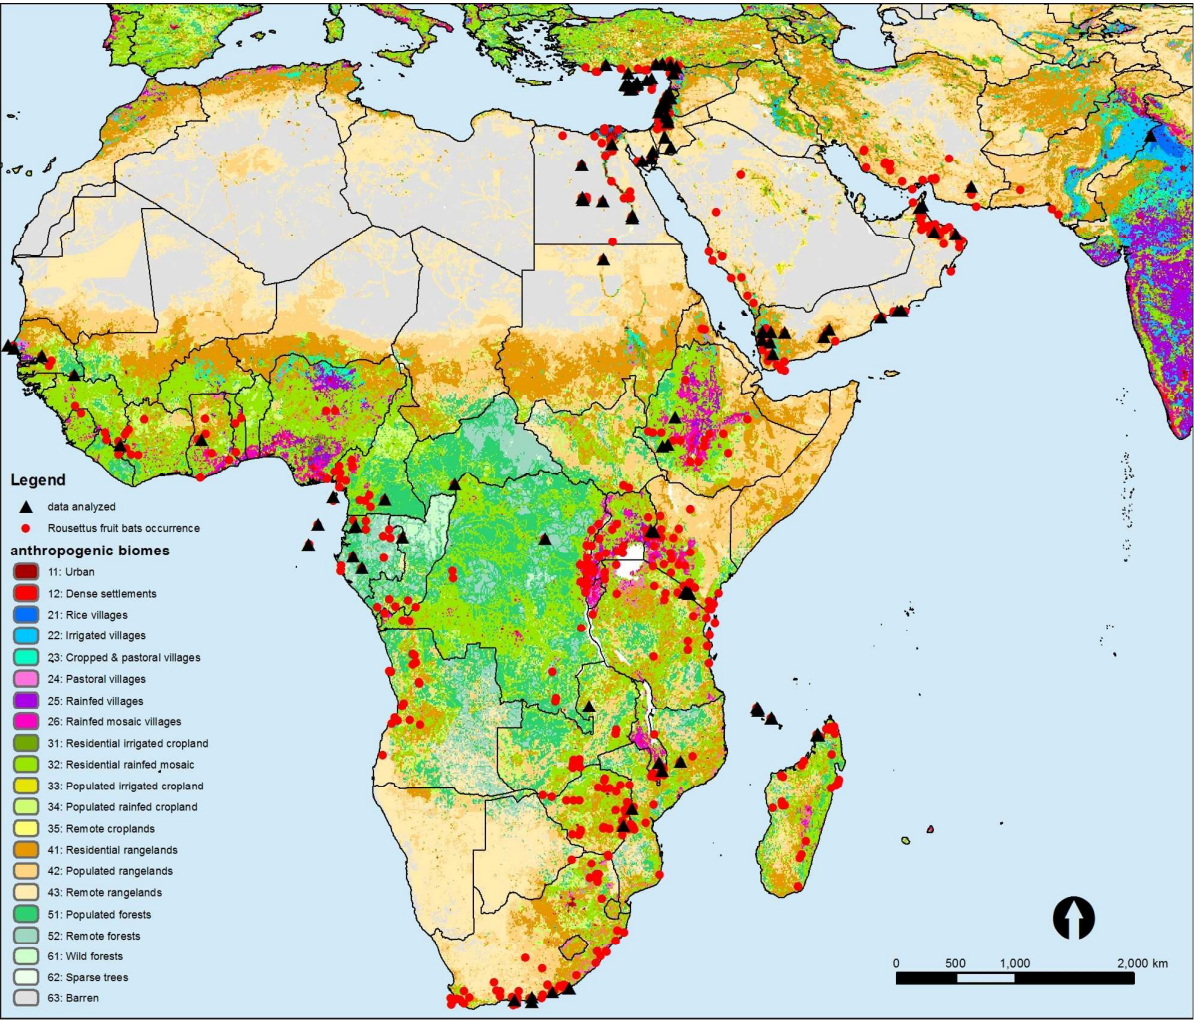 Legend
data analyzed
Rousettus fruit bats occurrence
anthropogenic biomes
11: Urban
12: Dense settlements
21: Rice villages
22: Irrigated villages
23: Cropped & pastoral villages
24: Pastoral villages
25: Rainfed villages
26: Rainfed mosaic villages
31: Residential irrigated cropland
32: Residential rainfed mosaic
33: Populated irrigated cropland
34: Populated rainfed cropland
35: Remote croplands
41: Residential rangelands
42: Populated rangelands
43: Remote rangelands
51: Populated forests
52: Remote forests
61: Wild forests
62: Sparse trees
63: Barren
0 500 1,000 2,000 km